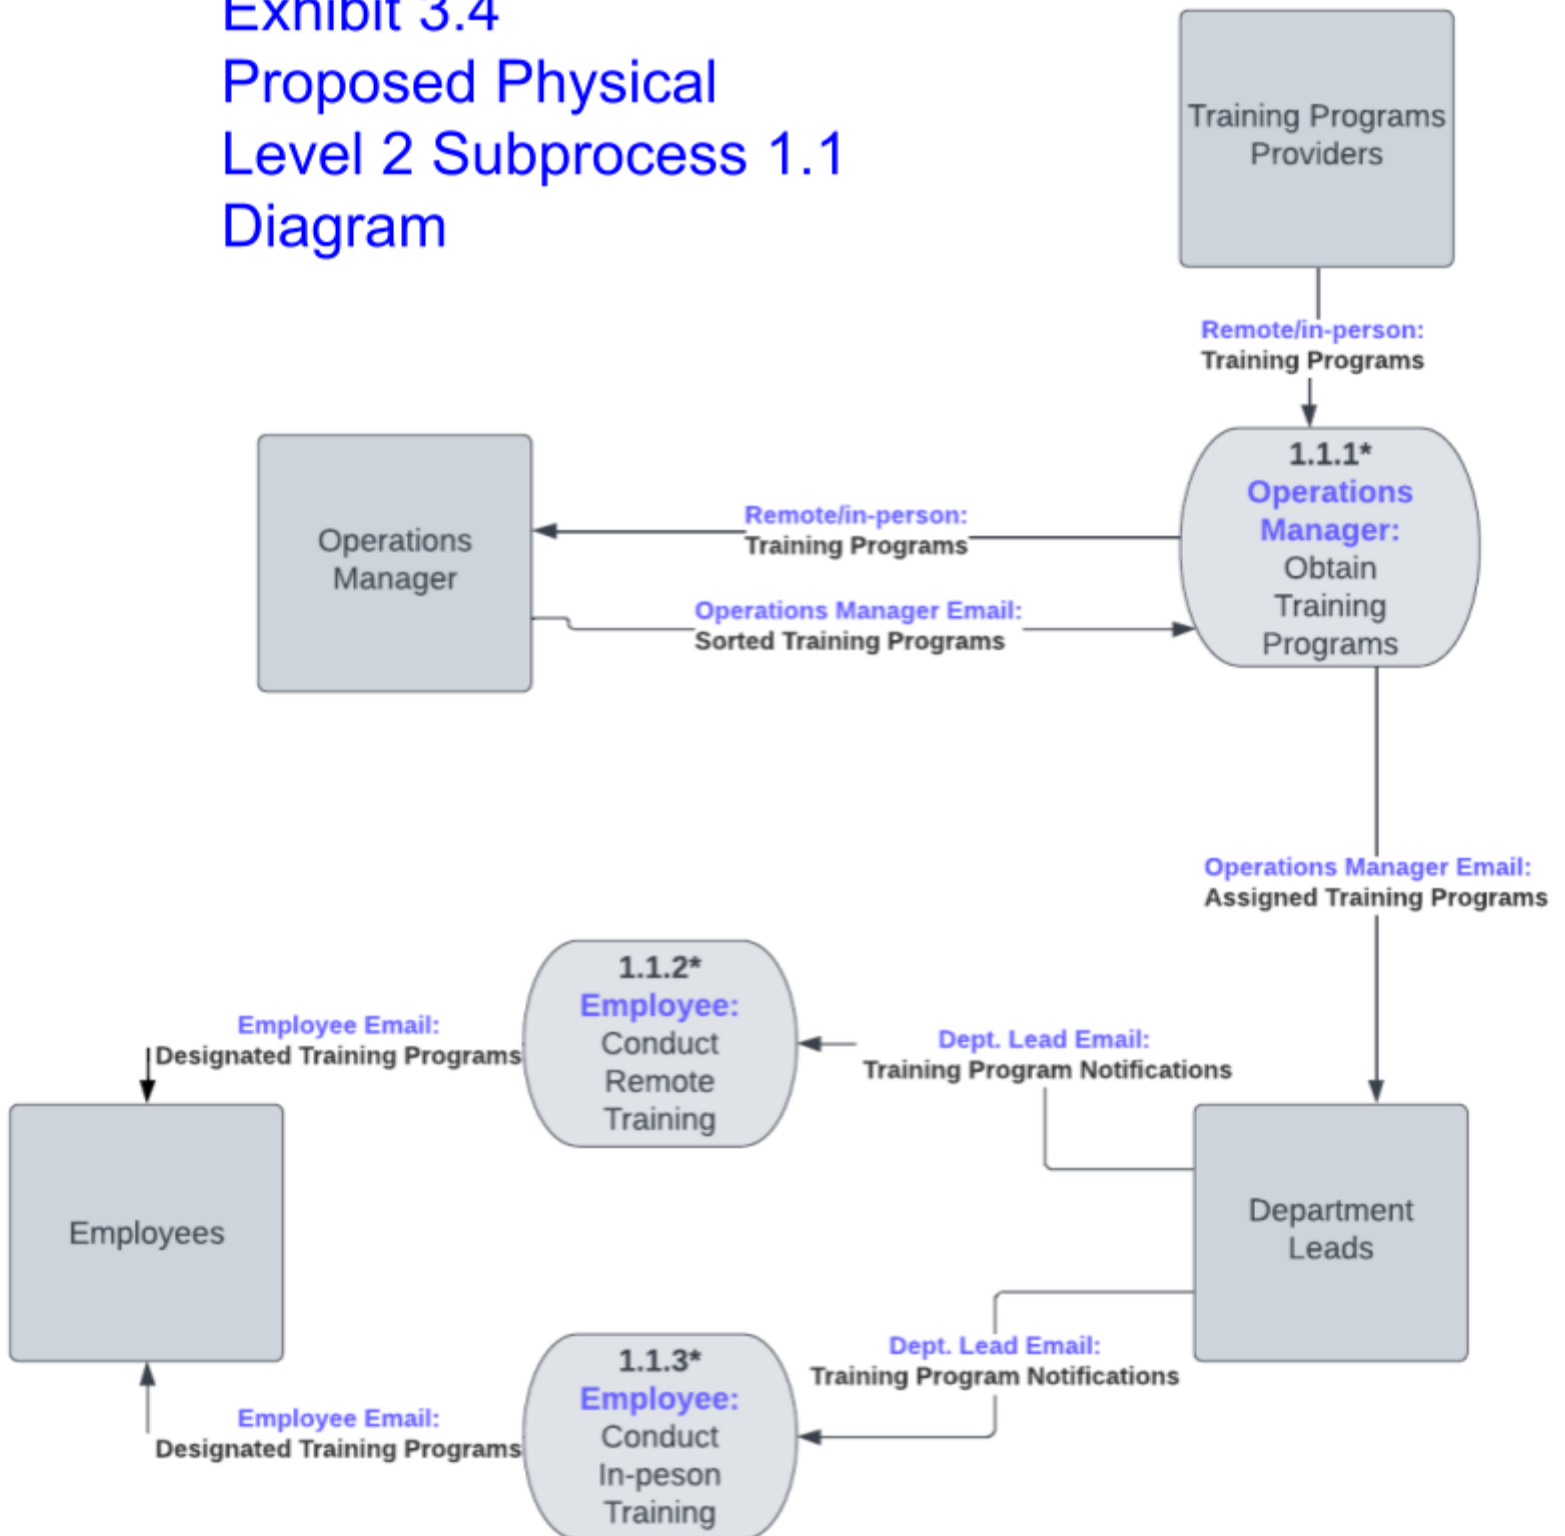 Exhibit 3.4
Proposed Physical
Level 2 Subprocess 1.1
Diagram
Training Programs
Providers
Remote/in-person:
Training Programs
1.1.1*
Operations
Manager:
Obtain
Training
Programs
Operations
Manager
Remote/in-person:
Training Programs
Operations Manager Email:
Sorted Training Programs
Operations Manager Email:
Assigned Training Programs
1.1.2*
Employee:
Conduct
Remote
Training
Employee Email:
Designated Training Programs
Dept. Lead Email:
Training Program Notifications
Employees
Department
Leads
Dept. Lead Email:
Training Program Notifications
1.1.3*
Employee:
Conduct
In-peson
Training
Employee Email:
Designated Training Programs